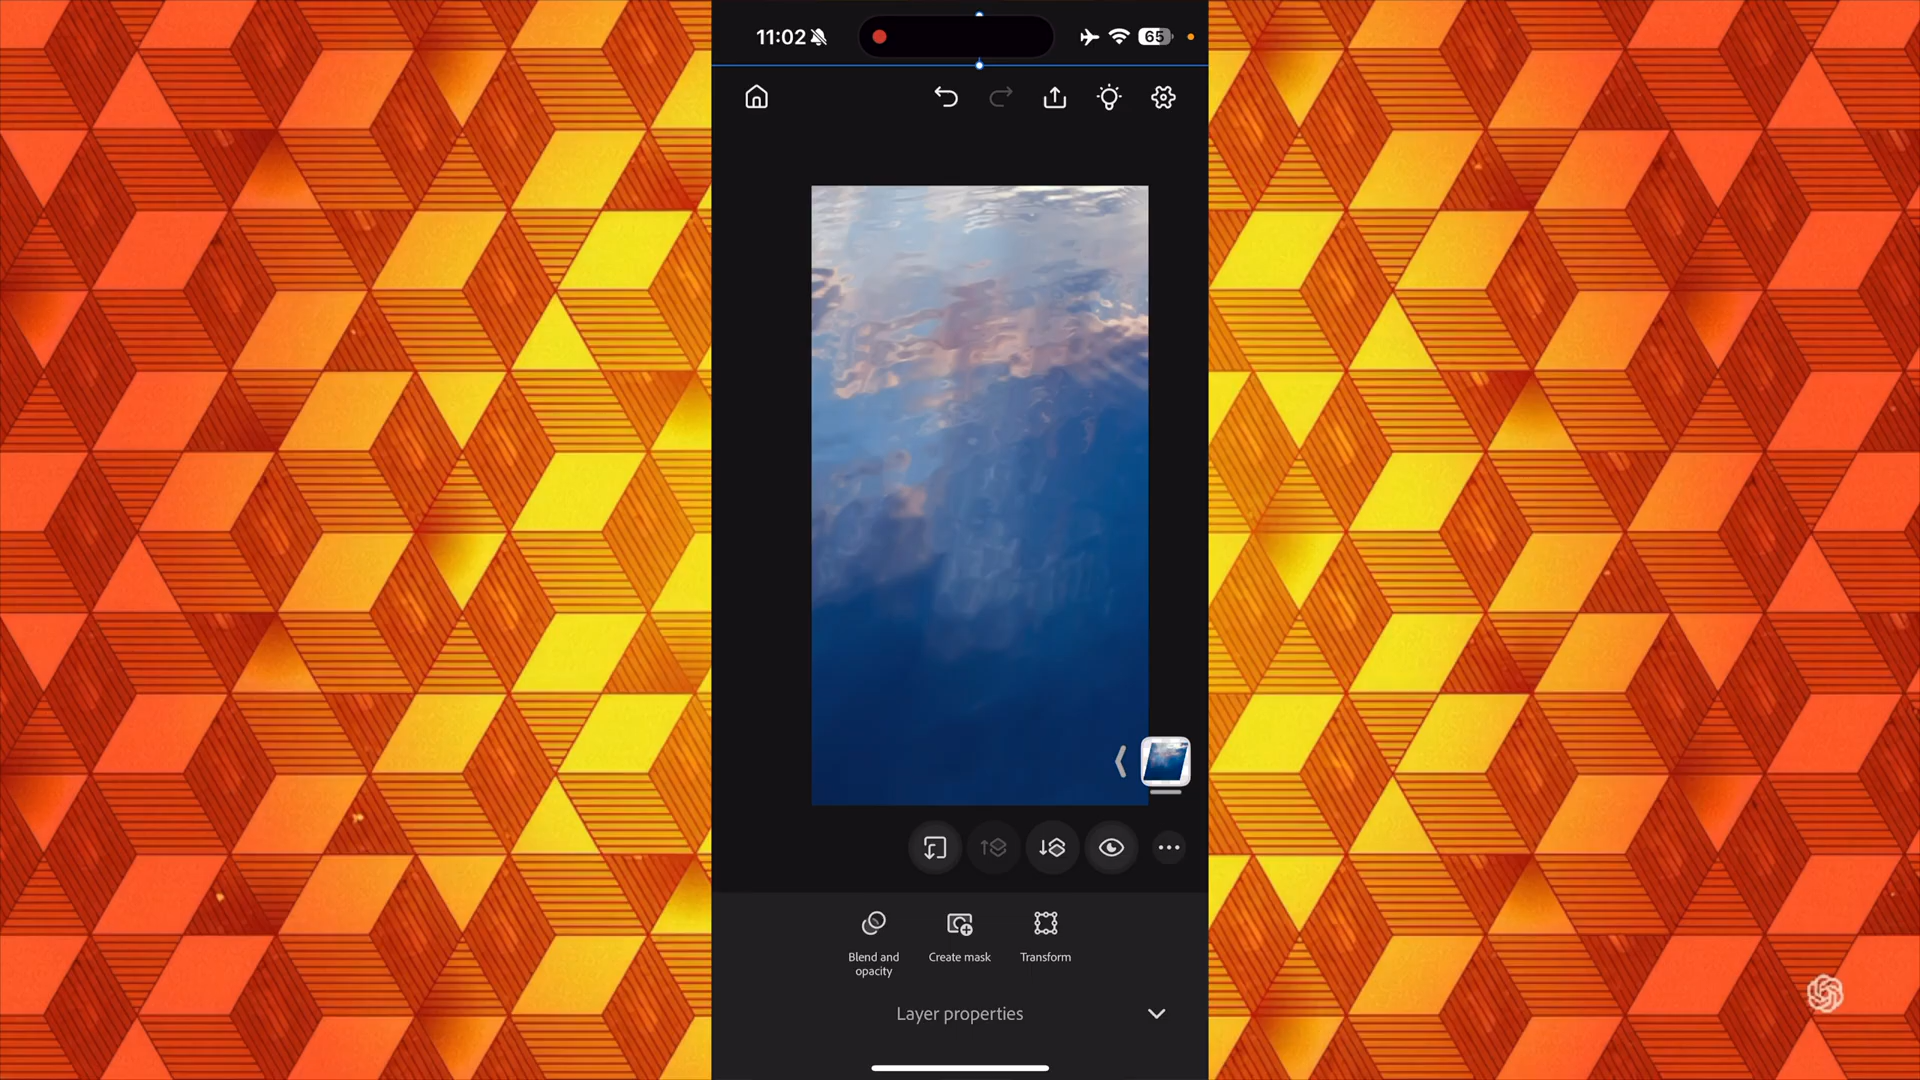 11:02
65
Blend and
opacity
Create mask
Transform
Layer properties